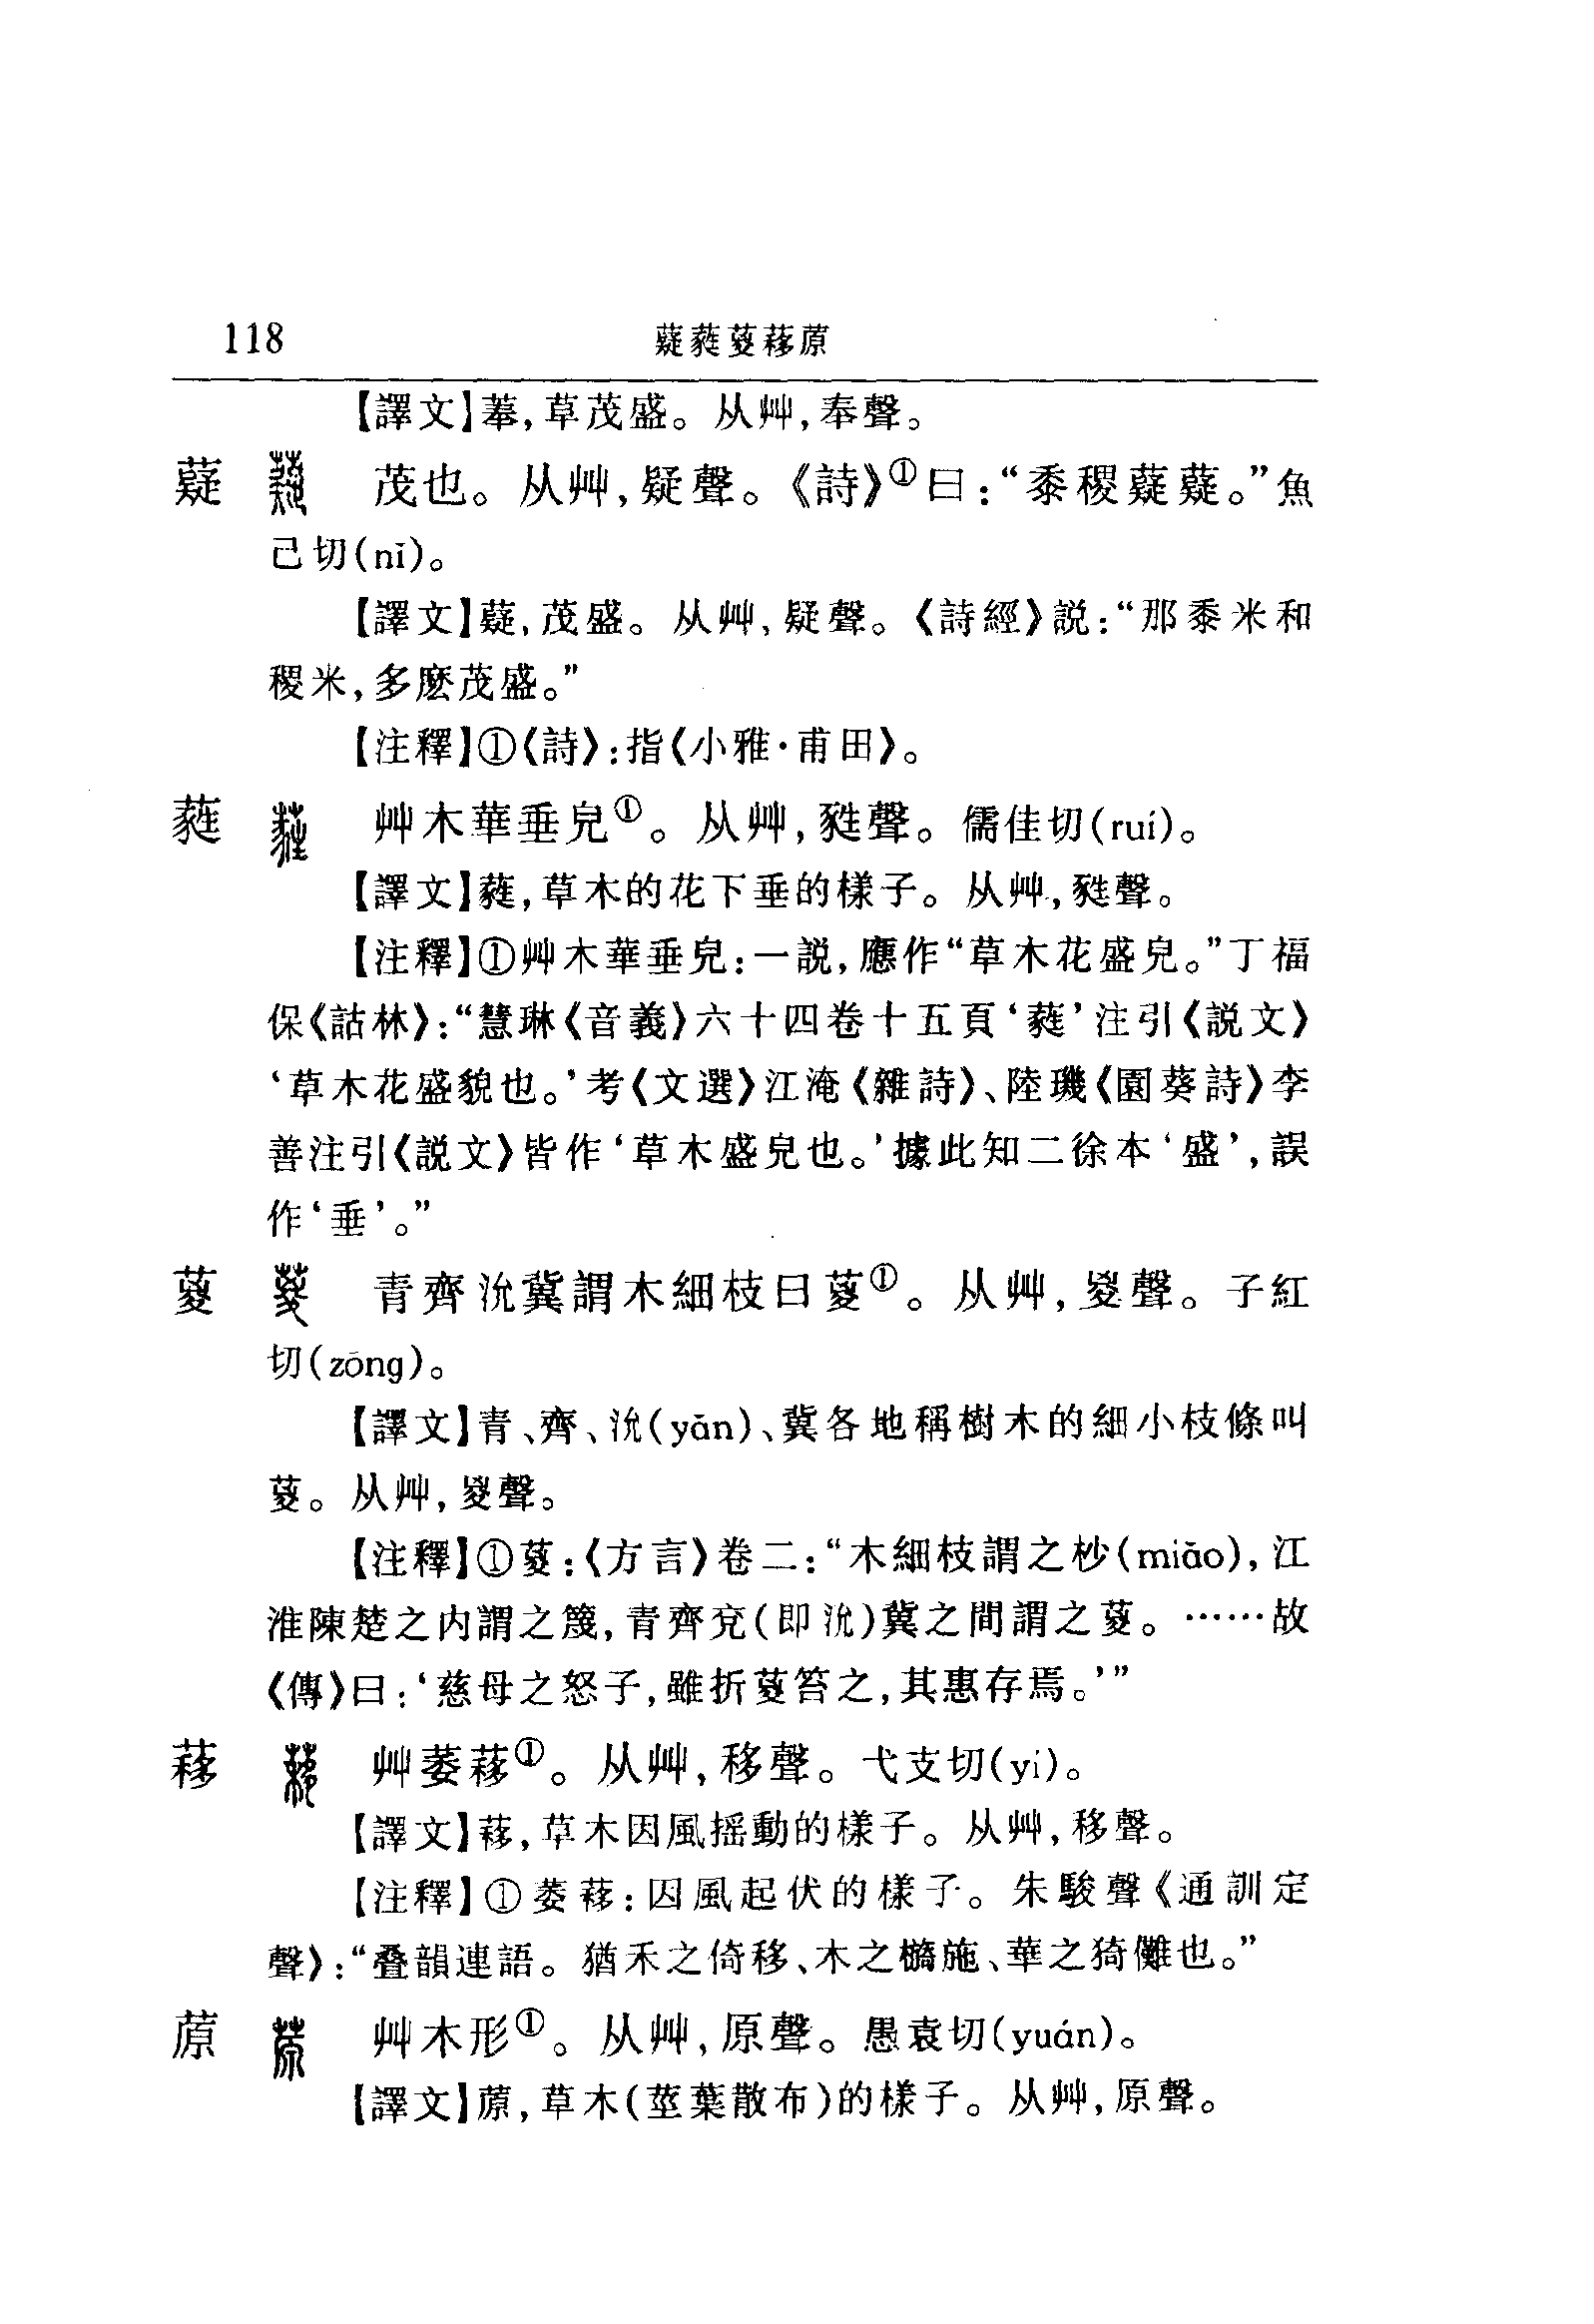 118 薿蕤葼蓩蒝
【譯文】菶,草茂盛。从艸,奉聲。
薿 茂也。从艸,疑聲。《詩》①曰:“黍稷薿薿。”魚
己切(nǐ)。
【譯文】薿,茂盛。从艸,疑聲。《詩經》説:“那黍米和
稷米,多麽茂盛。”
【注釋】①《詩》:指《小雅·甫田》。
蕤 艸木華垂皃①。从艸,甤聲。儒佳切(ruí)。
【譯文】蕤,草木的花下垂的樣子。从艸,甤聲。
【注釋】①艸木華垂皃:一説,應作“草木花盛皃。”丁福
保《詁林》:“慧琳《音義》六十四卷十五頁‘蕤’注引《説文》
‘草木花盛貌也。’考《文選》江淹《雜詩》、陸璣《園葵詩》李
善注引《説文》皆作‘草木盛皃也。’據此知二徐本‘盛’,誤
作‘垂’。”
葼 青齊沇冀謂木細枝曰葼①。从艸,㚇聲。子紅
切(zōng)。
【譯文】青、齊、沇(yǎn)、冀各地稱樹木的細小枝條叫
葼。从艸,㚇聲。
【注釋】①葼:《方言》卷二:“木細枝謂之杪(miǎo),江
淮陳楚之内謂之篾,青齊兗(即沇)冀之間謂之葼。……故
《傳》曰:‘慈母之怒子,雖折葼笞之,其惠存焉。’”
䔟 艸萎䔟①。从艸,移聲。弋支切(yí)。
【譯文】䔟,草木因風摇動的樣子。从艸,移聲。
【注釋】①萎䔟:因風起伏的樣子。朱駿聲《通訓定
聲》:“叠韻連語。猶禾之倚移、木之檹施、華之猗儺也。”
蒝 艸木形①。从艸,原聲。愚袁切(yuán)。
【譯文】蒝,草木(莖葉散布)的樣子。从艸,原聲。